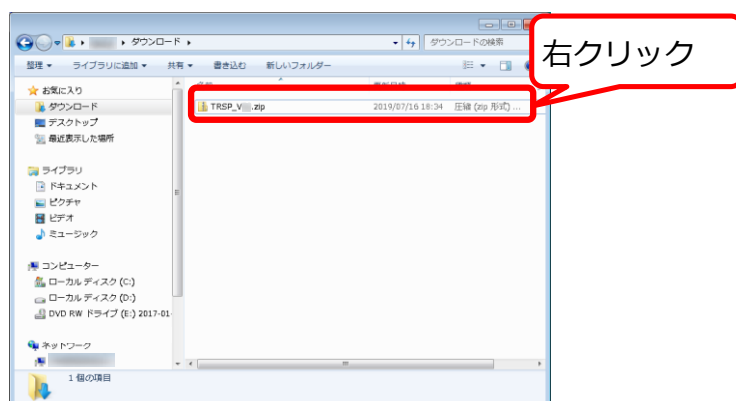 ダウンロード
ダウンロードの検索
整理 ライブラリに追加 共有 書き込む 新しいフォルダー
右クリック
お気に入り
ダウンロード
デスクトップ
最近表示した場所
TRSP_V .zip 2019/07/16 18:34 圧縮 (zip 形式) ...
ライブラリ
ドキュメント
ピクチャ
ビデオ
ミュージック
コンピューター
ローカル ディスク (C:)
ローカル ディスク (D:)
DVD RW ドライブ (E:) 2017-01-
ネットワーク
1 個の項目